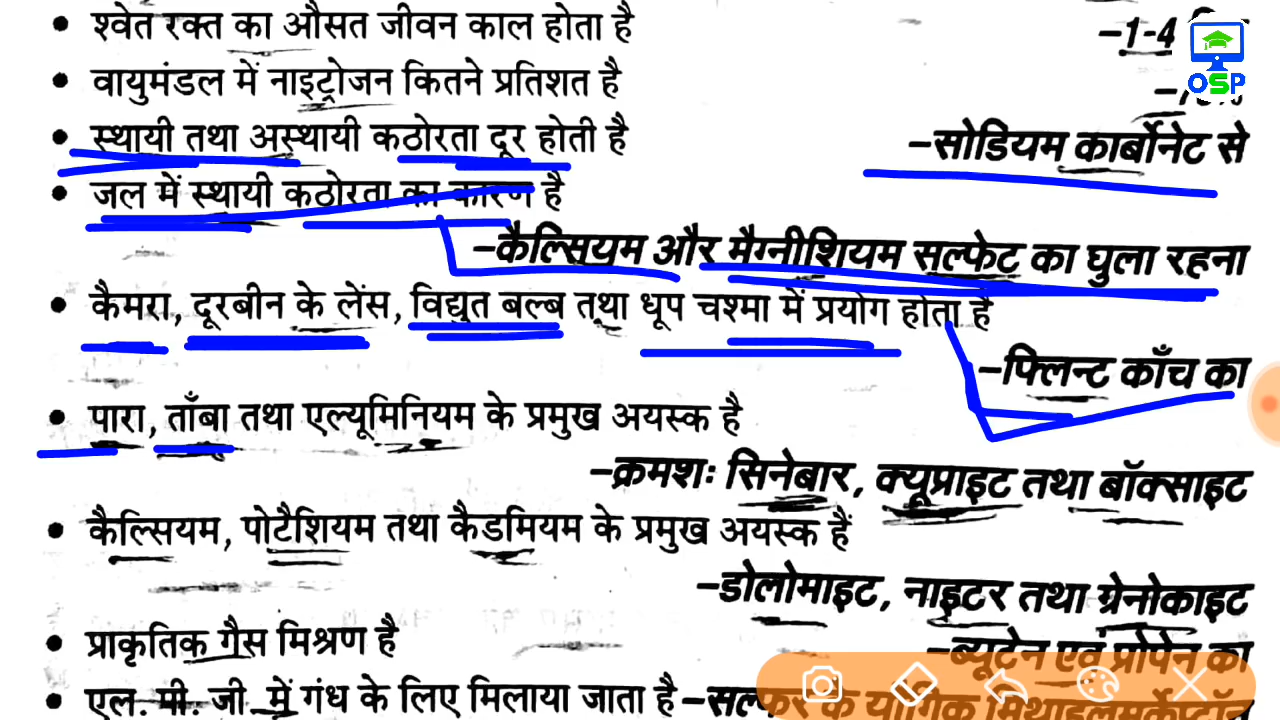 • श्वेत रक्त का औसत जीवन काल होता है –1-4
• वायुमंडल में नाइट्रोजन कितने प्रतिशत है
OSP
• स्थायी तथा अस्थायी कठोरता दूर होती है –सोडियम कार्बोनेट से
• जल में स्थायी कठोरता का कारण है
–कैल्सियम और मैग्नीशियम सल्फेट का घुला रहना
• कैमरा, दूरबीन के लेंस, विद्युत बल्ब तथा धूप चश्मा में प्रयोग होता है
–फ्लिन्ट काँच का
• पारा, ताँबा तथा एल्यूमिनियम के प्रमुख अयस्क है
–क्रमशः सिनेबार, क्यूप्राइट तथा बॉक्साइट
• कैल्सियम, पोटैशियम तथा कैडमियम के प्रमुख अयस्क हैं
–डोलोमाइट, नाइटर तथा ग्रेनोकाइट
• प्राकृतिक गैस मिश्रण है
–ब्यूटेन एवं प्रोपेन का
• एल. पी. जी. में गंध के लिए मिलाया जाता है –सल्फर के यौगिक